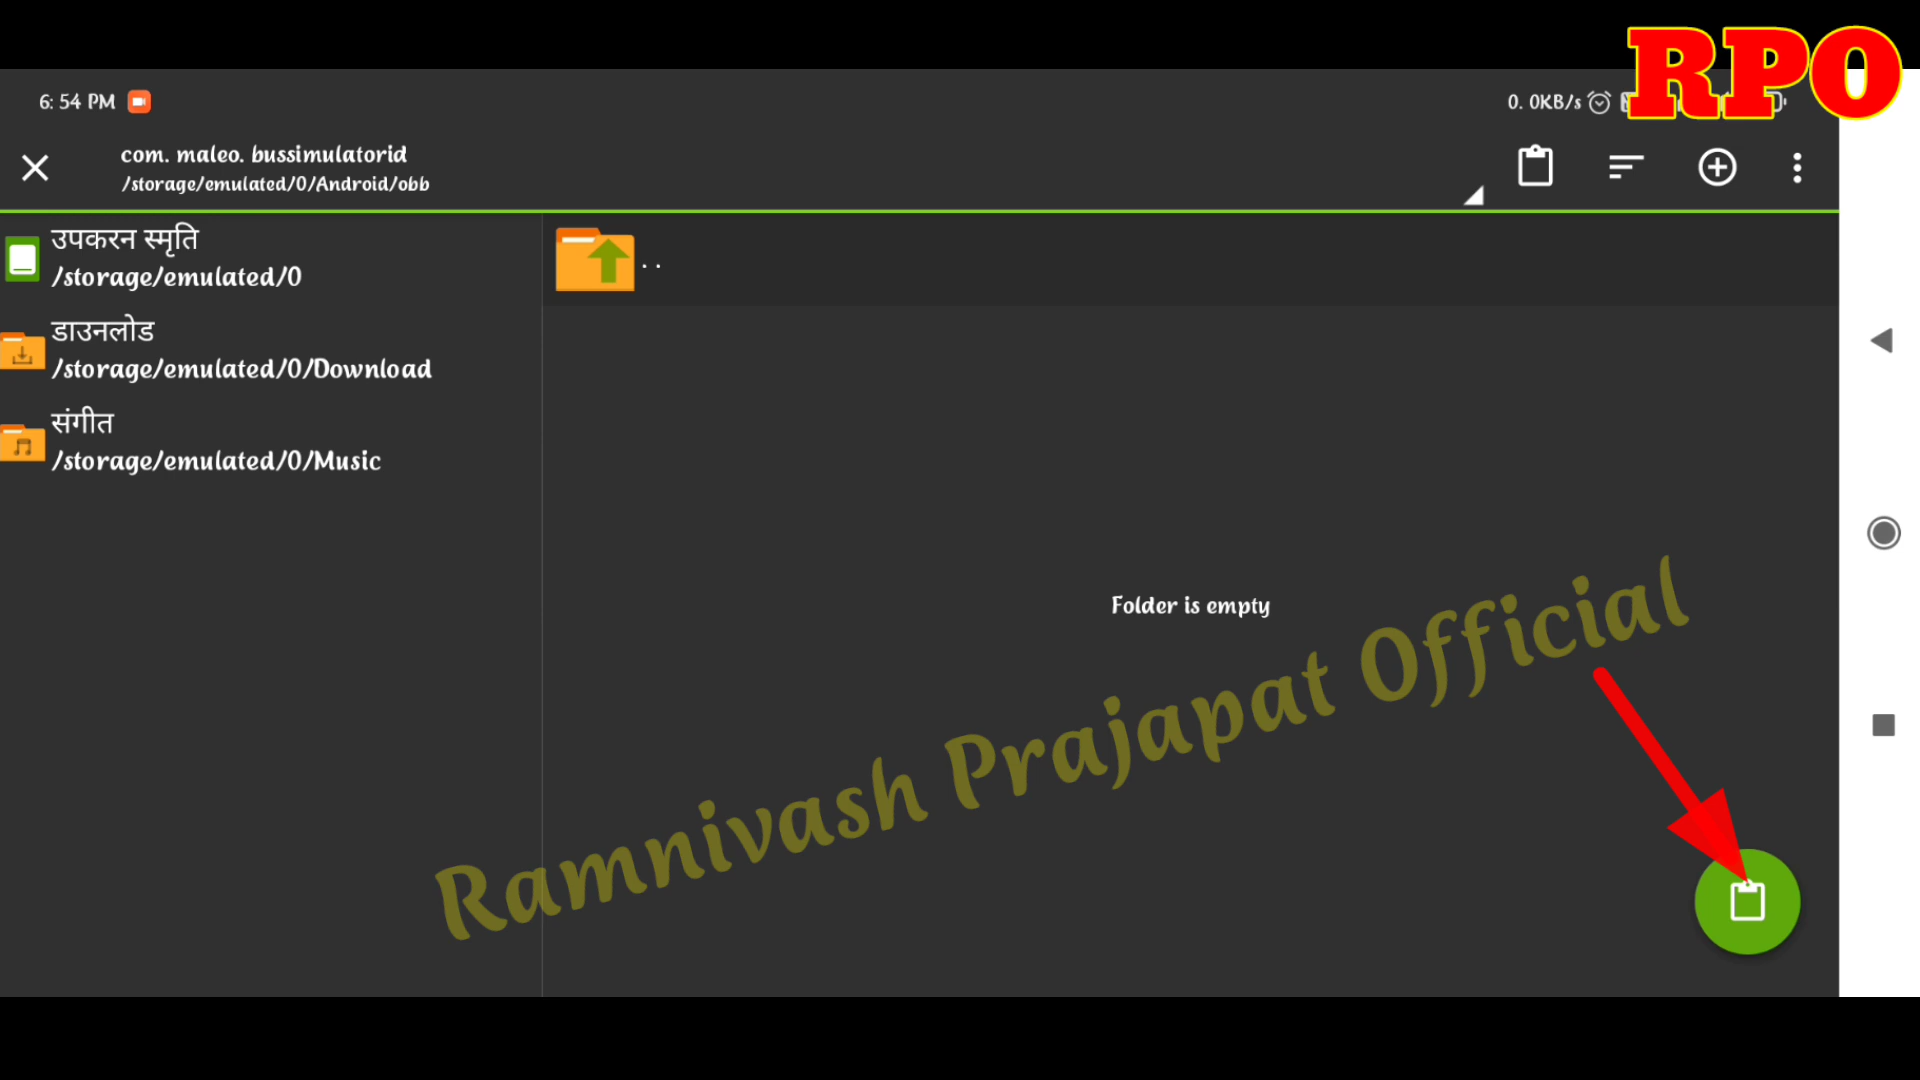 RPO
6: 54 PM
0. 0KB/s
com. maleo. bussimulatorid
/storage/emulated/0/Android/obb
उपकरन स्मृति
/storage/emulated/0
डाउनलोड
/storage/emulated/0/Download
संगीत
/storage/emulated/0/Music
. .
Folder is empty
Ramnivash Prajapat Official